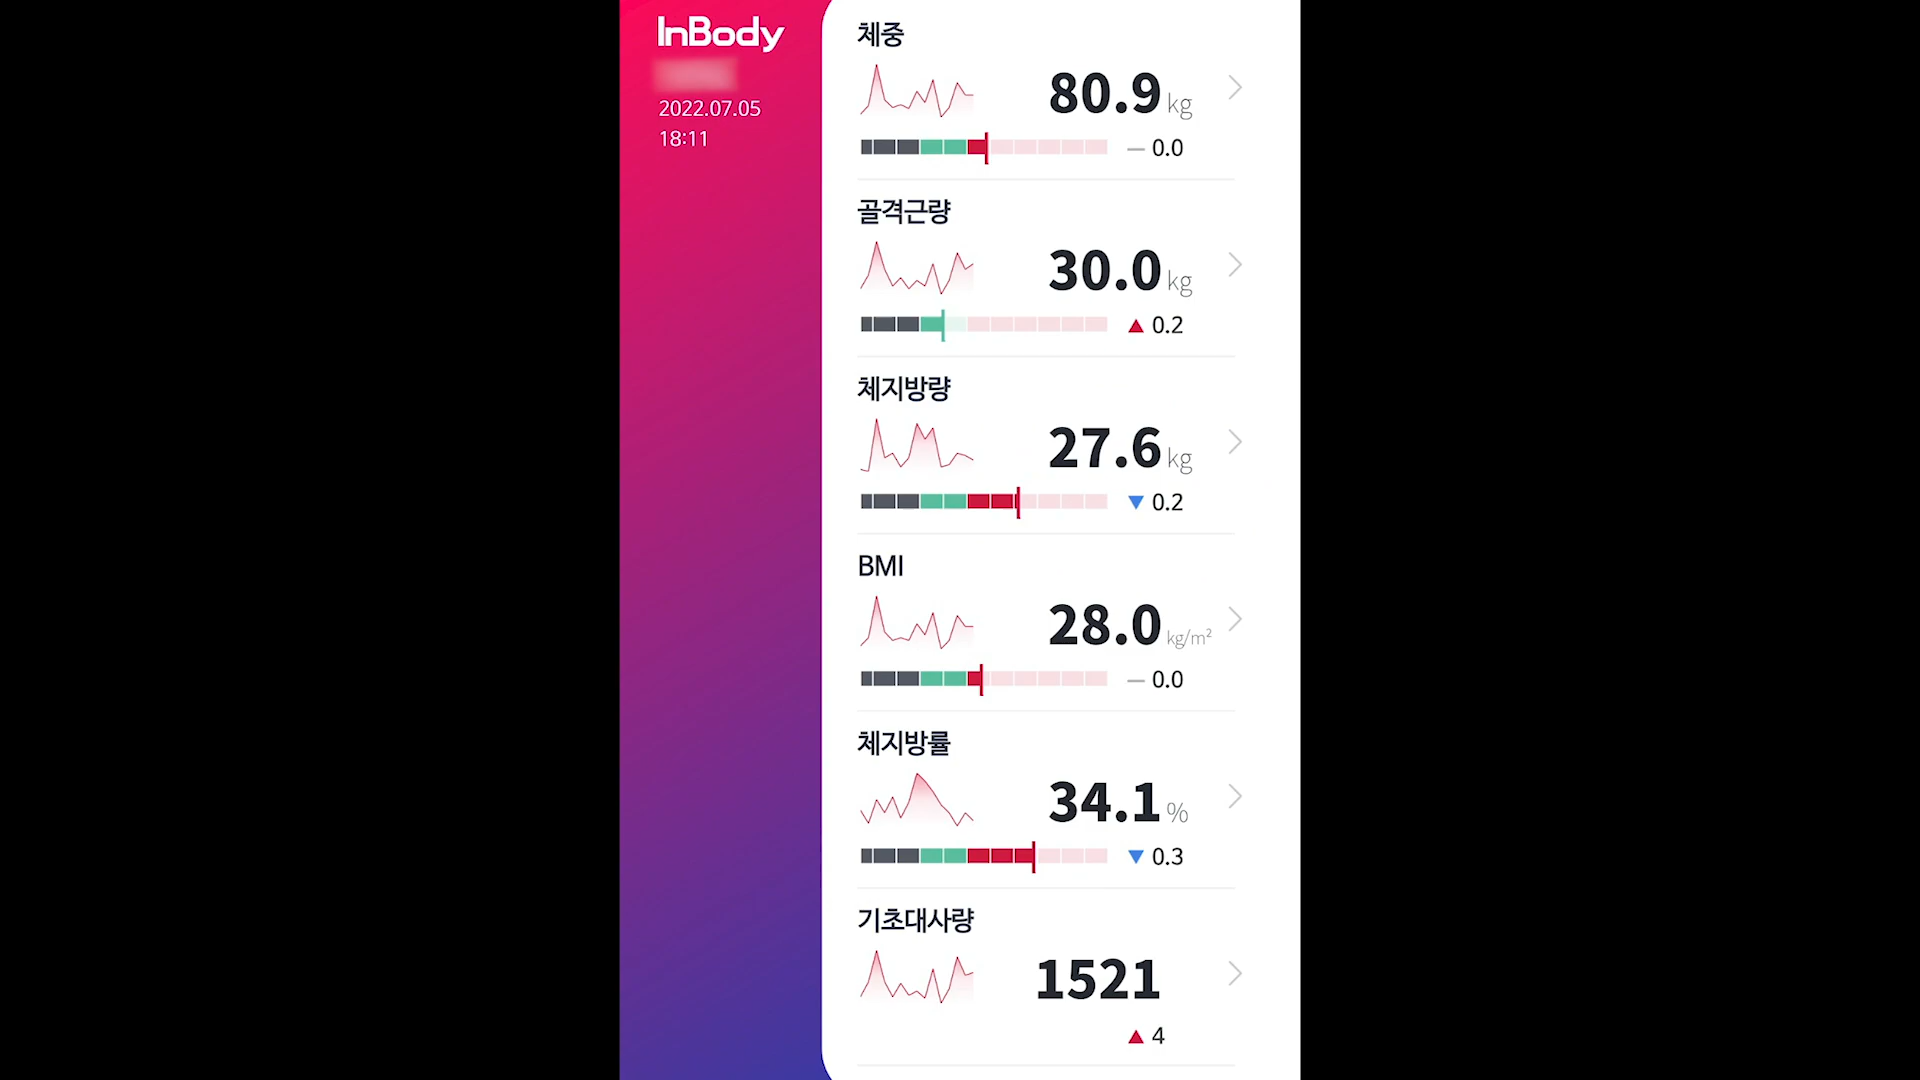 InBody
2022.07.05
18:11
체중
80.9 kg
0.0
골격근량
30.0 kg
▲ 0.2
체지방량
27.6 kg
▼ 0.2
BMI
28.0 kg/m²
0.0
체지방률
34.1 %
▼ 0.3
기초대사량
1521
▲ 4